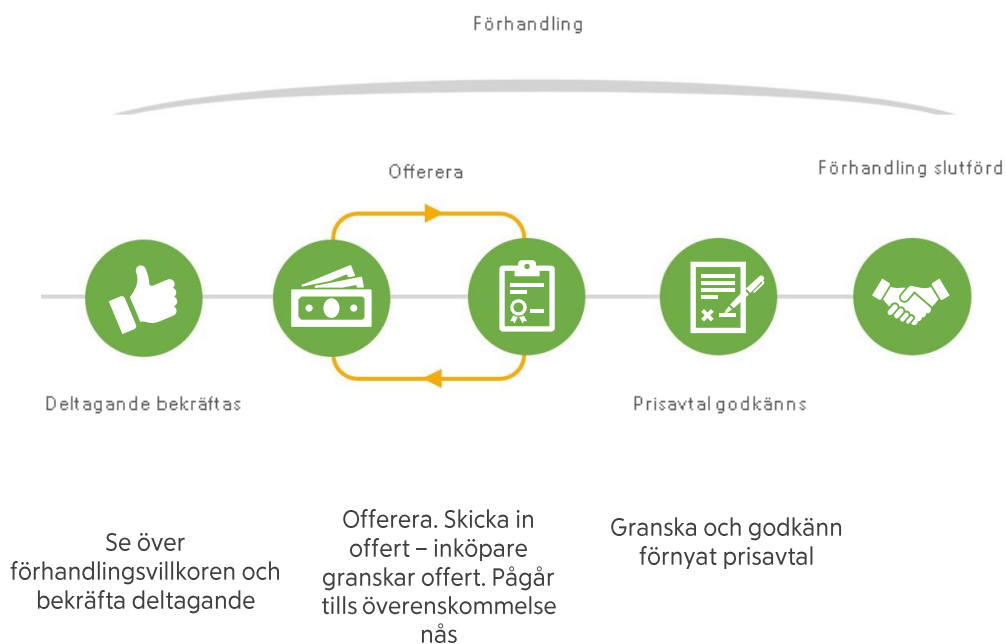 Förhandling
Offerera
Förhandling slutförd
Deltagande bekräftas
Prisavtal godkänns
Se över
förhandlingsvillkoren och
bekräfta deltagande
Offerera. Skicka in
offert – inköpare
granskar offert. Pågår
tills överenskommelse
nås
Granska och godkänn
förnyat prisavtal